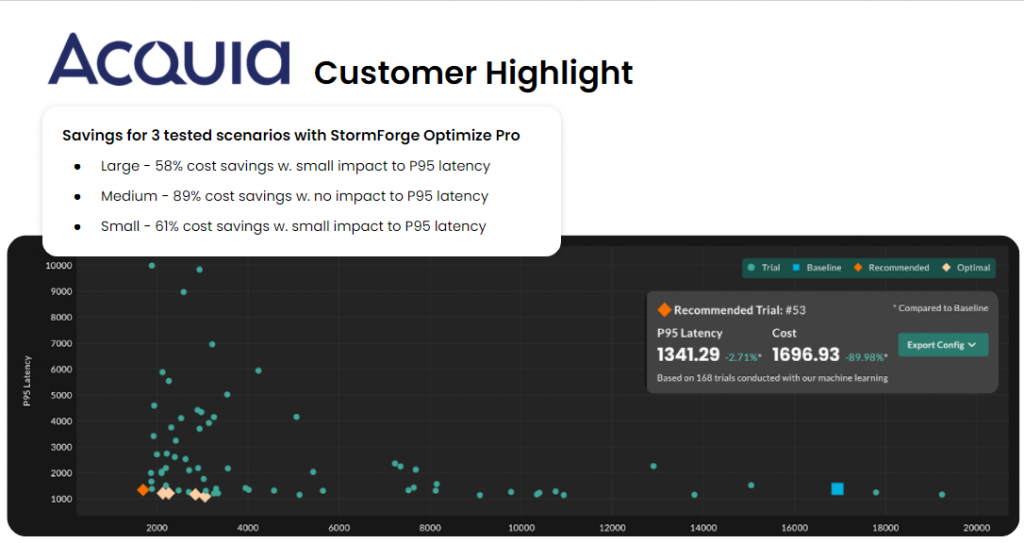 Acquia
Customer Highlight
Savings for 3 tested scenarios with StormForge Optimize Pro
● Large - 58% cost savings w. small impact to P95 latency
● Medium - 89% cost savings w. no impact to P95 latency
● Small - 61% cost savings w. small impact to P95 latency
Trial Baseline Recommended Optimal
Recommended Trial: #53
* Compared to Baseline
P95 Latency Cost
1341.29 -2.71%* 1696.93 -89.98%*
Export Config
Based on 168 trials conducted with our machine learning
P95 Latency
10000
9000
8000
7000
6000
5000
4000
3000
2000
1000
2000 4000 6000 8000 10000 12000 14000 16000 18000 20000